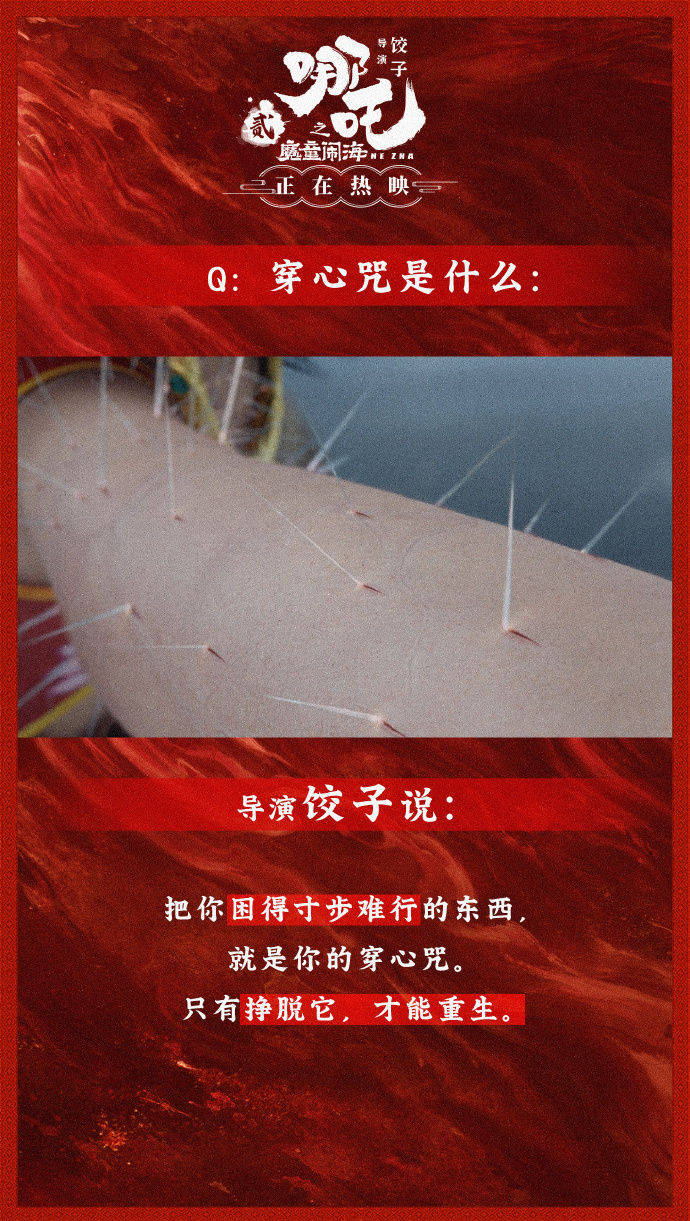 导演
饺子
哪吒
之
贰
魔童闹海 NE ZHA
正在热映
Q：穿心咒是什么：
导演饺子说：
把你困得寸步难行的东西，
就是你的穿心咒。
只有挣脱它，才能重生。